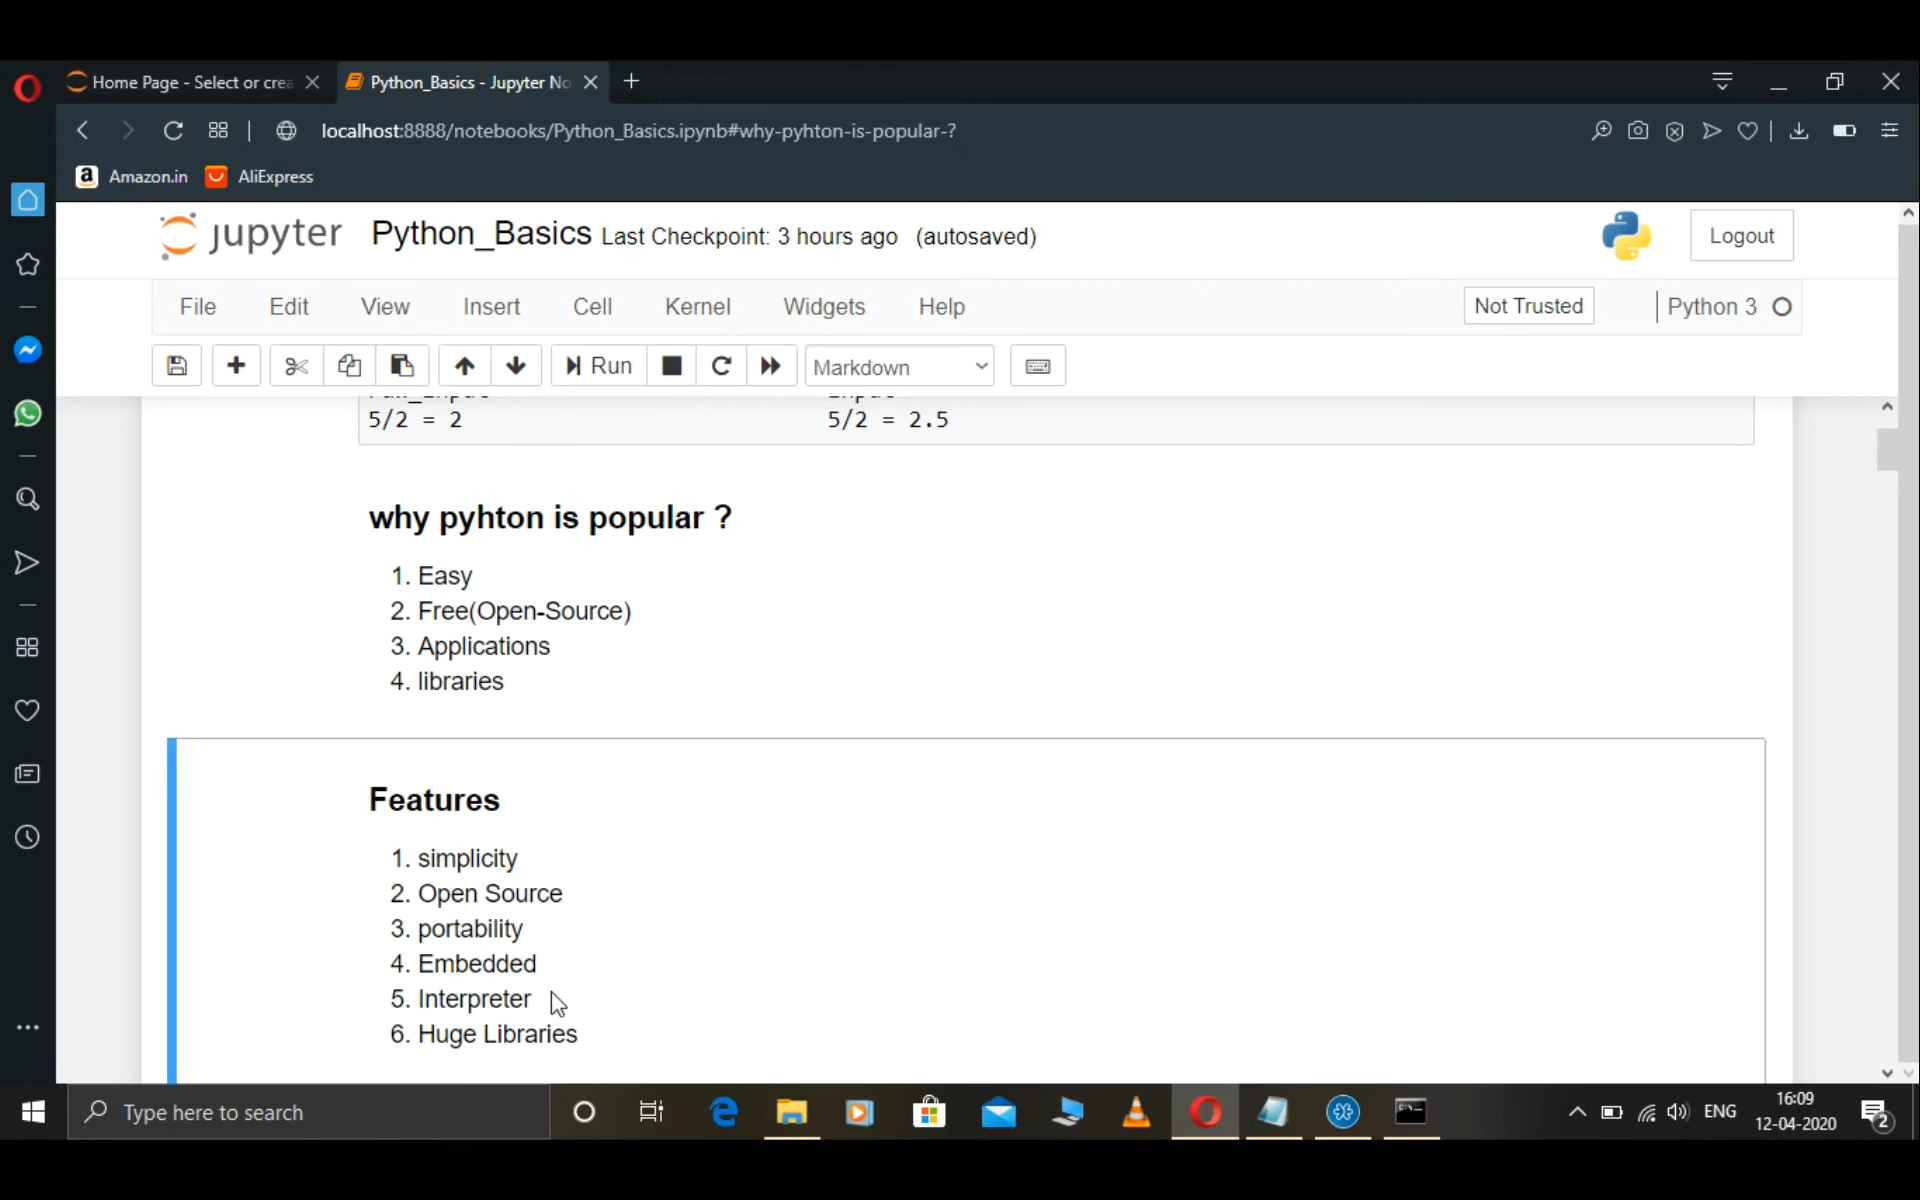 Home Page - Select or crea
Python_Basics - Jupyter No
localhost:8888/notebooks/Python_Basics.ipynb#why-pyhton-is-popular-?
Amazon.in AliExpress
jupyter Python_Basics Last Checkpoint: 3 hours ago (autosaved)
Logout
File Edit View Insert Cell Kernel Widgets Help
Not Trusted
Python 3
Run
Markdown
5/2 = 2 5/2 = 2.5
why pyhton is popular ?
1. Easy
2. Free(Open-Source)
3. Applications
4. libraries
Features
1. simplicity
2. Open Source
3. portability
4. Embedded
5. Interpreter
6. Huge Libraries
Type here to search
ENG
16:09
12-04-2020
2